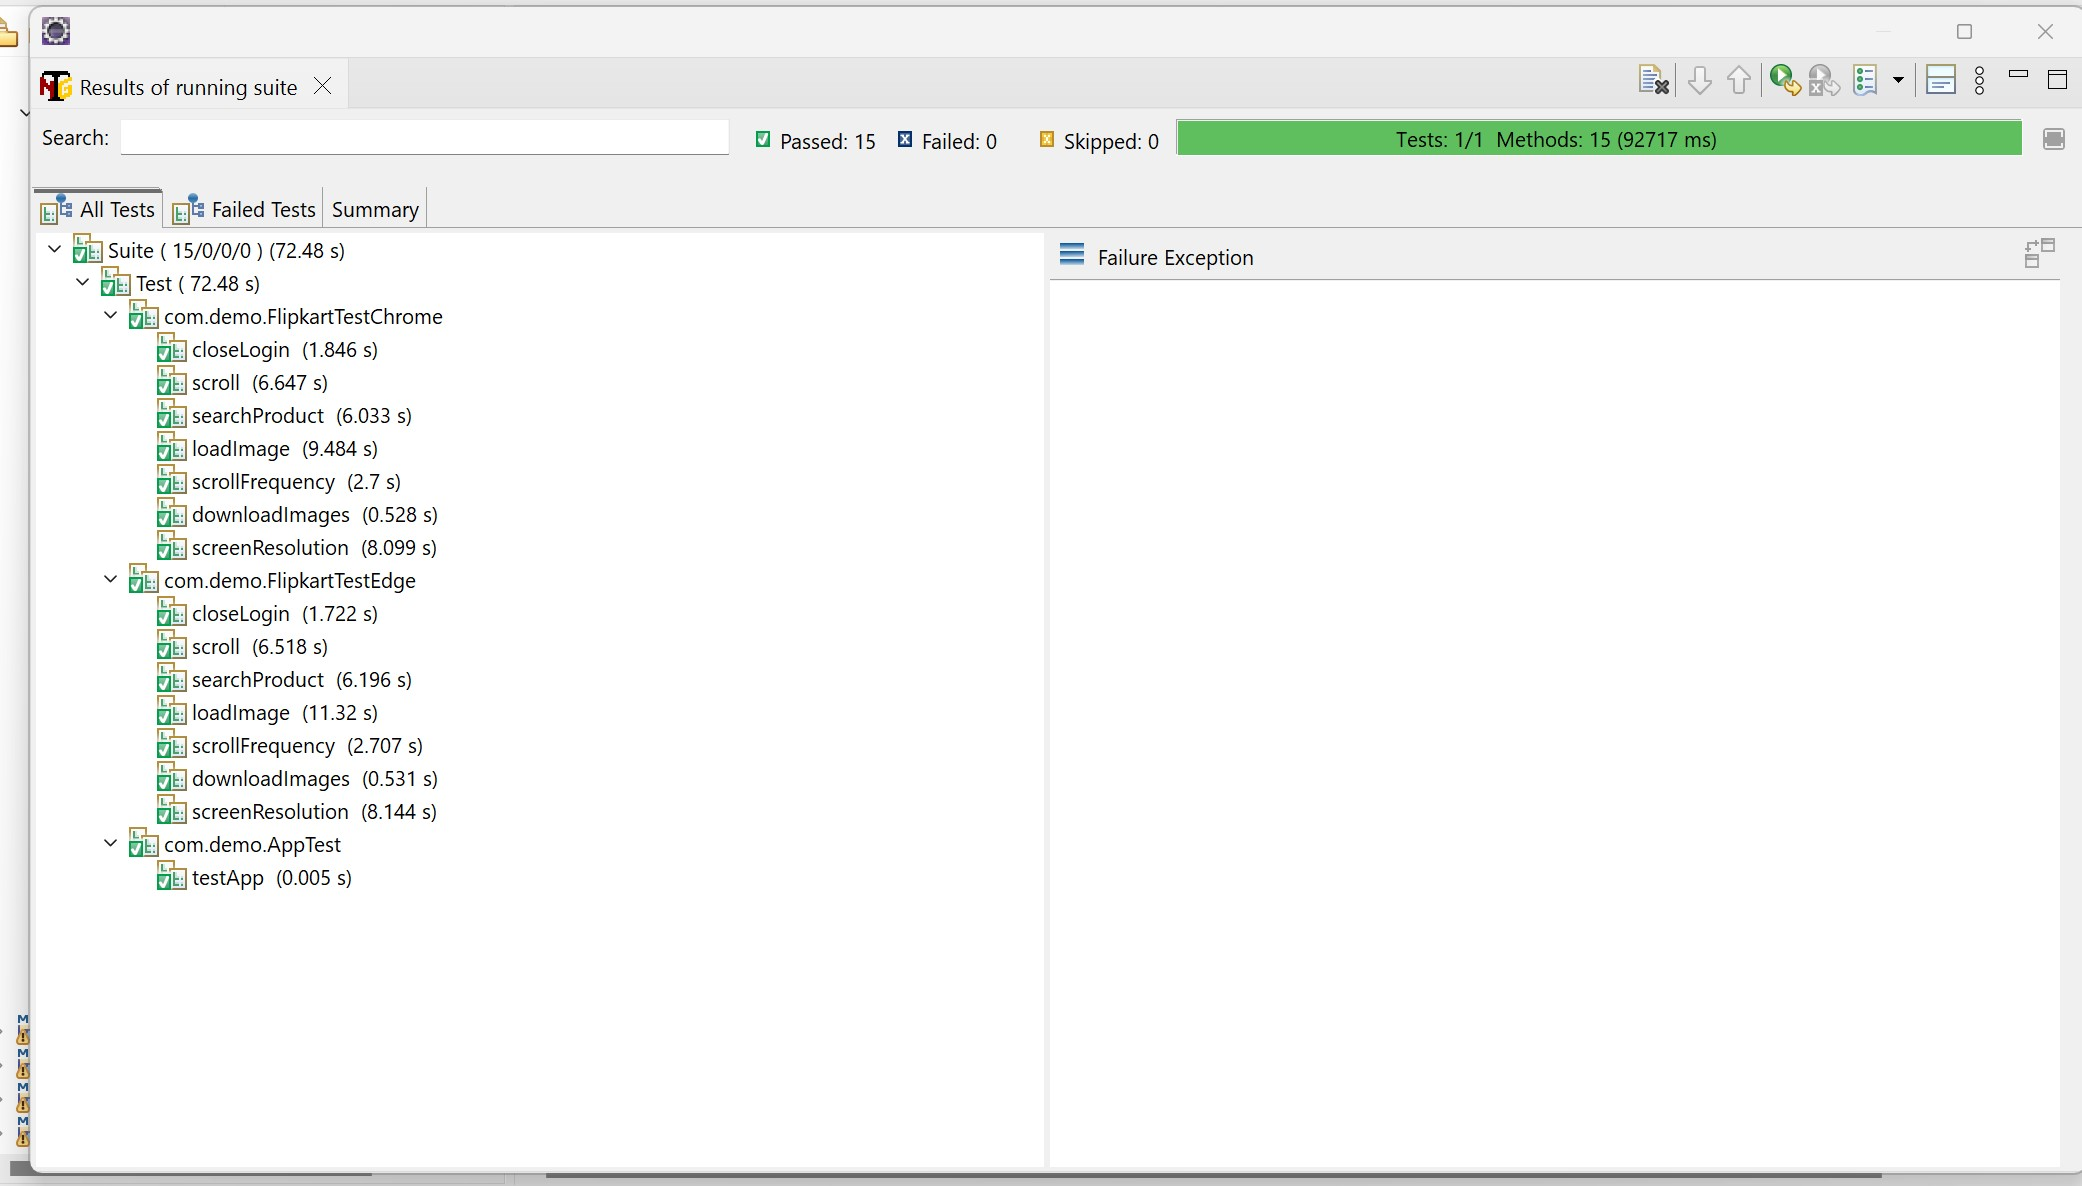 Results of running suite
Search:
Passed: 15
Failed: 0
Skipped: 0
Tests: 1/1 Methods: 15 (92717 ms)
All Tests
Failed Tests
Summary
Suite ( 15/0/0/0 ) (72.48 s)
Test ( 72.48 s)
com.demo.FlipkartTestChrome
closeLogin (1.846 s)
scroll (6.647 s)
searchProduct (6.033 s)
loadImage (9.484 s)
scrollFrequency (2.7 s)
downloadImages (0.528 s)
screenResolution (8.099 s)
com.demo.FlipkartTestEdge
closeLogin (1.722 s)
scroll (6.518 s)
searchProduct (6.196 s)
loadImage (11.32 s)
scrollFrequency (2.707 s)
downloadImages (0.531 s)
screenResolution (8.144 s)
com.demo.AppTest
testApp (0.005 s)
Failure Exception